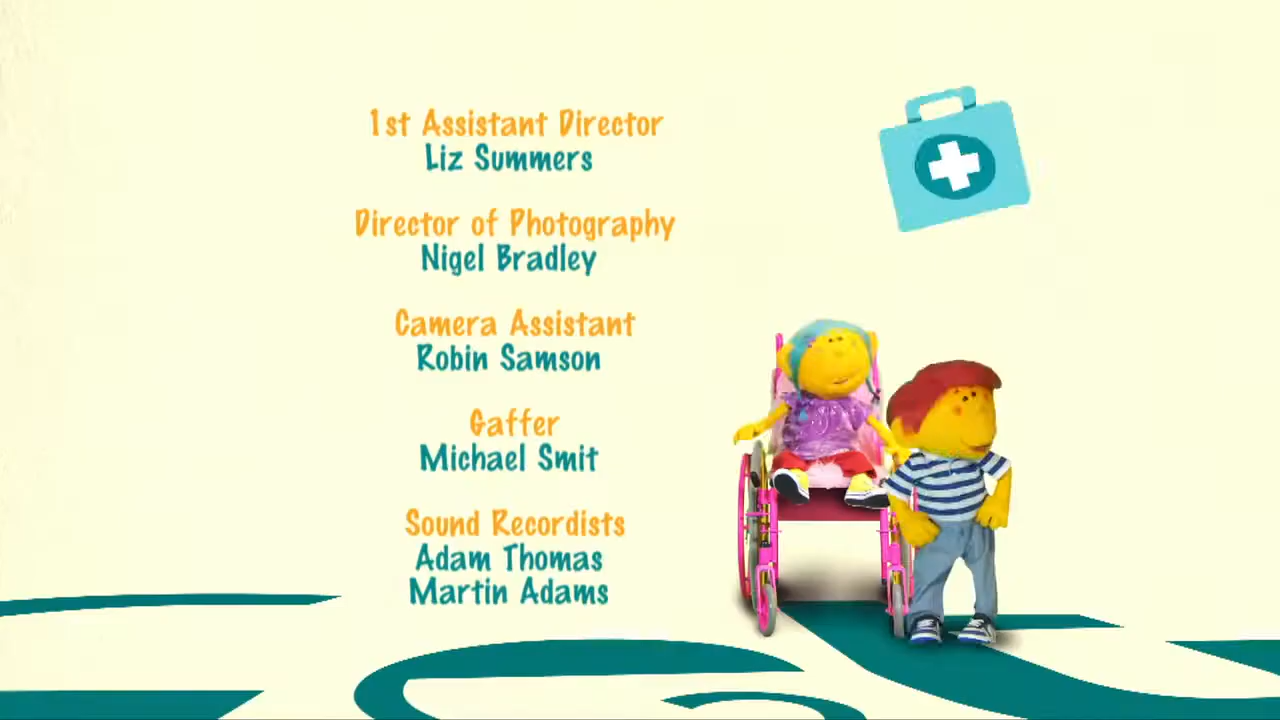 1st Assistant Director
Liz Summers
Director of Photography
Nigel Bradley
Camera Assistant
Robin Samson
Gaffer
Michael Smit
Sound Recordists
Adam Thomas
Martin Adams